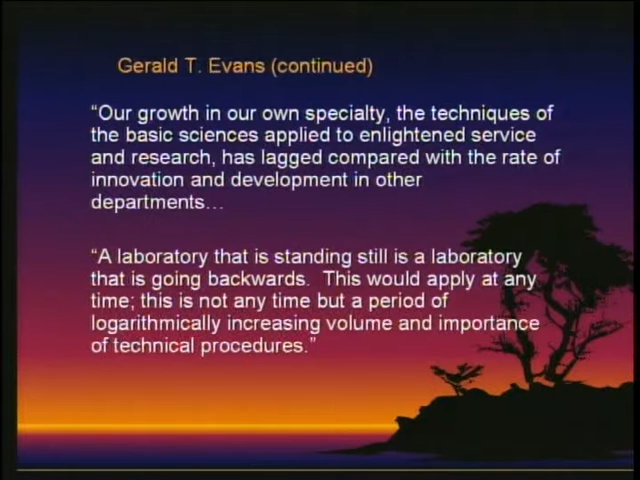 Gerald T. Evans (continued)
“Our growth in our own specialty, the techniques of
the basic sciences applied to enlightened service
and research, has lagged compared with the rate of
innovation and development in other
departments…
“A laboratory that is standing still is a laboratory
that is going backwards.  This would apply at any
time; this is not any time but a period of
logarithmically increasing volume and importance
of technical procedures.”